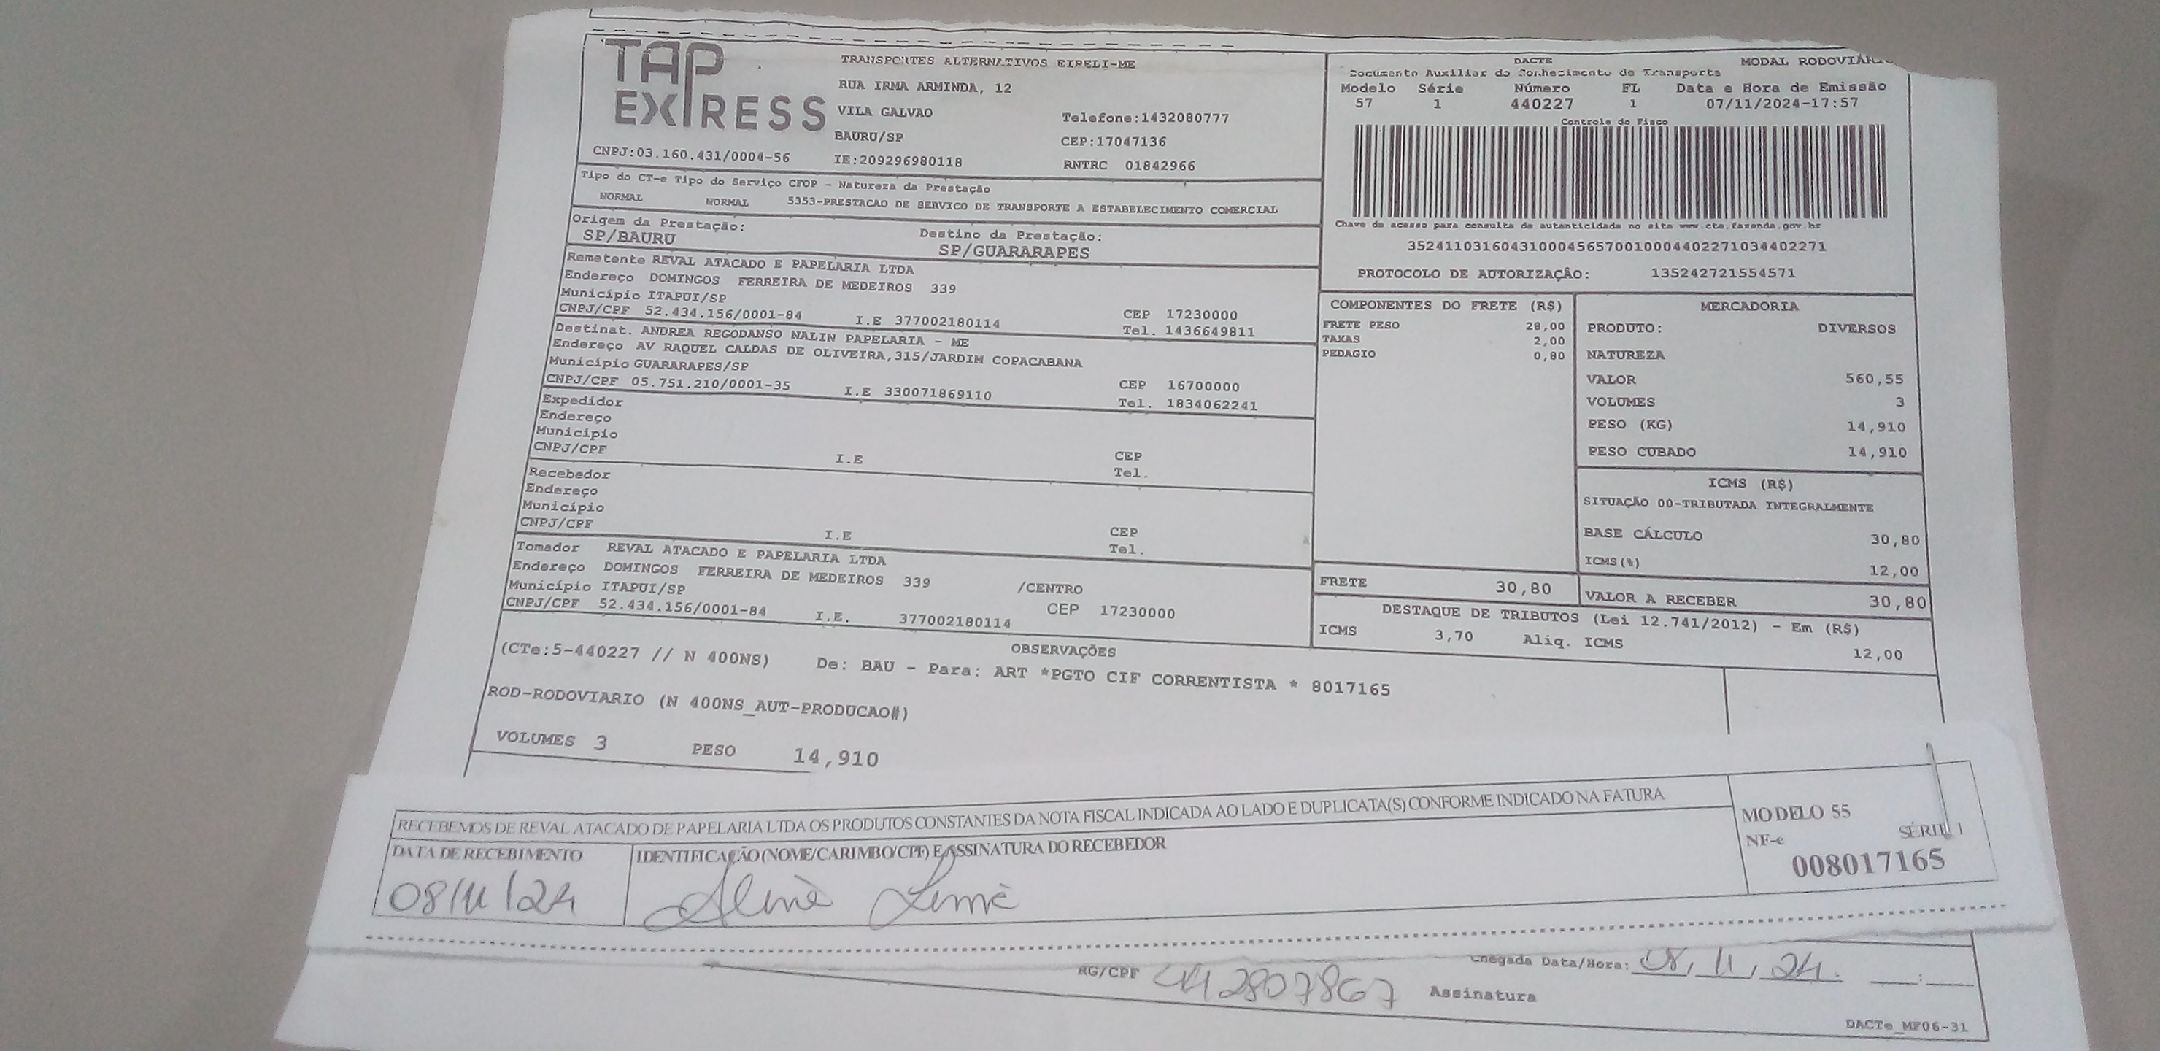 TAP EXPRESS
TRANSPORTES ALTERNATIVOS EIRELI-ME
RUA IRMA ARMINDA, 12
VILA GALVAO Telefone:1432080777
BAURU/SP CEP:17047136
CNPJ:03.160.431/0004-56 IE:209296980118 RNTRC 01842966
DACTE MODAL RODOVIÁRIO
Documento Auxiliar do Conhecimento de Transporte
Modelo Série Número FL Data e Hora de Emissão
57 1 440227 1 07/11/2024-17:57
Controle do Fisco
Chave de acesso para consulta de autenticidade no site www.cte.fazenda.gov.br
35241103160431000456570010004402271034402271
PROTOCOLO DE AUTORIZAÇÃO: 135242721554571
Tipo do CT-e Tipo do Serviço CFOP - Natureza da Prestação
NORMAL NORMAL 5353-PRESTACAO DE SERVICO DE TRANSPORTE A ESTABELECIMENTO COMERCIAL
Origem da Prestação: Destino da Prestação:
SP/BAURU SP/GUARARAPES
Remetente REVAL ATACADO E PAPELARIA LTDA
Endereço DOMINGOS FERREIRA DE MEDEIROS 339
Município ITAPUI/SP CEP 17230000
CNPJ/CPF 52.434.156/0001-84 I.E 377002180114 Tel. 1436649811
Destinat. ANDREA REGODANSO NALIN PAPELARIA - ME
Endereço AV RAQUEL CALDAS DE OLIVEIRA,315/JARDIM COPACABANA
Município GUARARAPES/SP CEP 16700000
CNPJ/CPF 05.751.210/0001-35 I.E 330071869110 Tel. 1834062241
Expedidor
Endereço
Município CEP
CNPJ/CPF I.E Tel.
Recebedor
Endereço
Município CEP
CNPJ/CPF I.E Tel.
Tomador REVAL ATACADO E PAPELARIA LTDA
Endereço DOMINGOS FERREIRA DE MEDEIROS 339 /CENTRO
Município ITAPUI/SP CEP 17230000
CNPJ/CPF 52.434.156/0001-84 I.E. 377002180114
COMPONENTES DO FRETE (R$)
FRETE PESO 28,00
TAXAS 2,00
PEDAGIO 0,80
MERCADORIA
PRODUTO: DIVERSOS
NATUREZA
VALOR 560,55
VOLUMES 3
PESO (KG) 14,910
PESO CUBADO 14,910
ICMS (R$)
SITUAÇÃO 00-TRIBUTADA INTEGRALMENTE
BASE CÁLCULO 30,80
ICMS(%) 12,00
FRETE 30,80 VALOR A RECEBER 30,80
DESTAQUE DE TRIBUTOS (Lei 12.741/2012) - Em (R$)
ICMS 3,70 Aliq. ICMS 12,00
OBSERVAÇÕES
(CTe:5-440227 // N 400NS) De: BAU - Para: ART *PGTO CIF CORRENTISTA * 8017165
ROD-RODOVIARIO (N 400NS_AUT-PRODUCAO#)
VOLUMES 3 PESO 14,910
RECEBEMOS DE REVAL ATACADO DE PAPELARIA LTDA OS PRODUTOS CONSTANTES DA NOTA FISCAL INDICADA AO LADO E DUPLICATA(S) CONFORME INDICADO NA FATURA
DATA DE RECEBIMENTO IDENTIFICAÇÃO (NOME/CARIMBO/CPF) E ASSINATURA DO RECEBEDOR
08/11/24
MODELO 55
NF-e SÉRIE 1
008017165
RG/CPF 442807867 Chegada Data/Hora: 08/11/24 :
Assinatura
DACTe_MF06-31